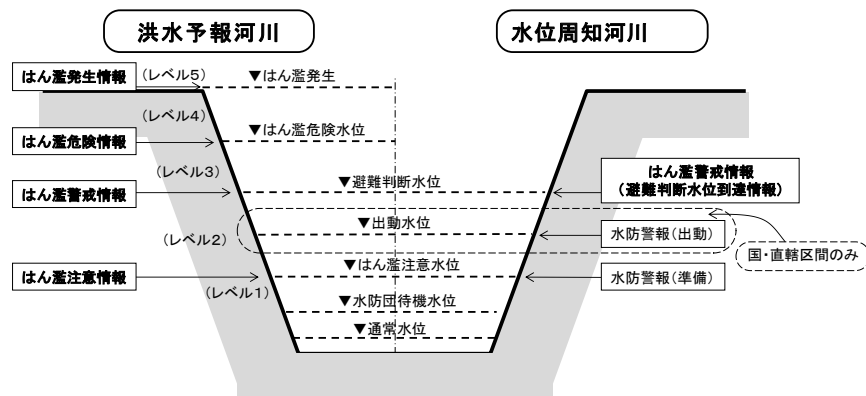 洪水予報河川
水位周知河川
はん濫発生情報
(レベル5)
▼はん濫発生
(レベル4)
はん濫危険情報
▼はん濫危険水位
(レベル3)
はん濫警戒情報
▼避難判断水位
はん濫警戒情報
(避難判断水位到達情報)
▼出動水位
(レベル2)
水防警報(出動)
国・直轄区間のみ
はん濫注意情報
▼はん濫注意水位
水防警報(準備)
(レベル1)
▼水防団待機水位
▼通常水位